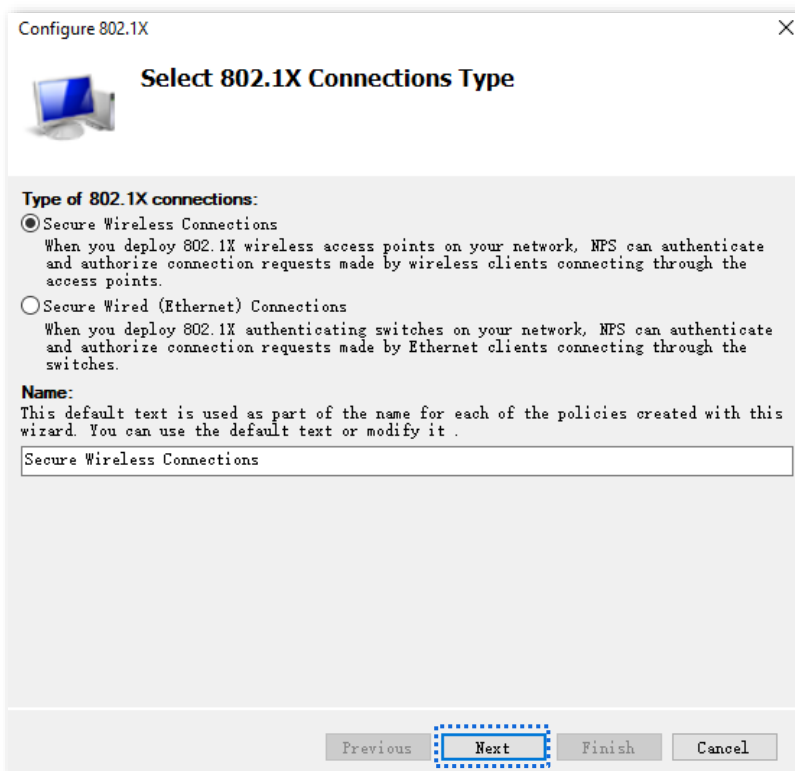 Configure 802.1X
Select 802.1X Connections Type
Type of 802.1X connections:
Secure Wireless Connections
When you deploy 802.1X wireless access points on your network, NPS can authenticate
and authorize connection requests made by wireless clients connecting through the
access points.
Secure Wired (Ethernet) Connections
When you deploy 802.1X authenticating switches on your network, NPS can authenticate
and authorize connection requests made by Ethernet clients connecting through the
switches.
Name:
This default text is used as part of the name for each of the policies created with this
wizard. You can use the default text or modify it .
Secure Wireless Connections
Previous Next Finish Cancel